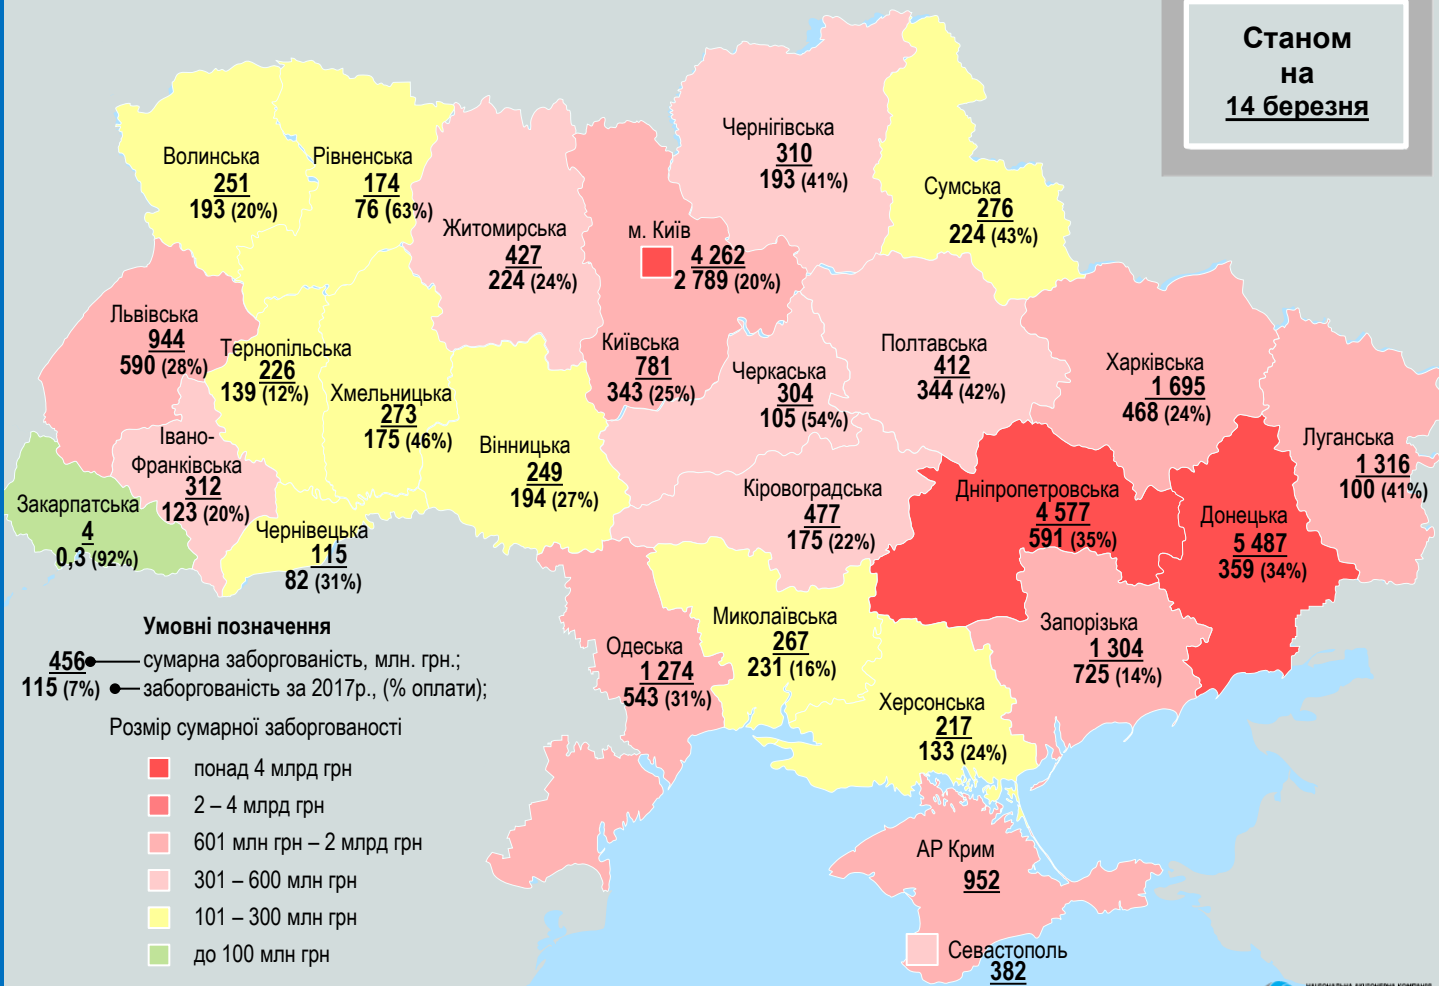 Станом
на
14 березня
Волинська
251
193 (20%)
Рівненська
174
76 (63%)
Житомирська
427
224 (24%)
м. Київ
4 262
2 789 (20%)
Чернігівська
310
193 (41%)
Сумська
276
224 (43%)
Львівська
944
590 (28%)
Тернопільська
226
139 (12%)
Хмельницька
273
175 (46%)
Вінницька
249
194 (27%)
Київська
781
343 (25%)
Черкаська
304
105 (54%)
Полтавська
412
344 (42%)
Харківська
1 695
468 (24%)
Луганська
1 316
100 (41%)
Івано-
Франківська
312
123 (20%)
Закарпатська
4
0,3 (92%)
Чернівецька
115
82 (31%)
Кіровоградська
477
175 (22%)
Дніпропетровська
4 577
591 (35%)
Донецька
5 487
359 (34%)
Одеська
1 274
543 (31%)
Миколаївська
267
231 (16%)
Запорізька
1 304
725 (14%)
Херсонська
217
133 (24%)
АР Крим
952
Севастополь
382
Умовні позначення
456 сумарна заборгованість, млн. грн.;
115 (7%) заборгованість за 2017р., (% оплати);
Розмір сумарної заборгованості
понад 4 млрд грн
2 – 4 млрд грн
601 млн грн – 2 млрд грн
301 – 600 млн грн
101 – 300 млн грн
до 100 млн грн